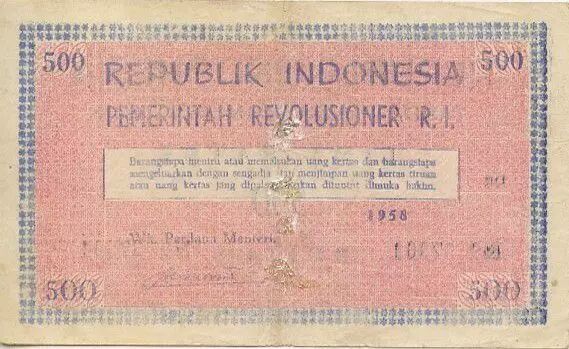 500 500
REPUBLIK INDONESIA
PEMERINTAH REVOLUSIONER R.I.
Barangsiapa meniru atau memalsukan uang kertas dan barangsiapa
mengeluarkan dengan sengadja atau menjimpan uang kertas tiruan
atau uang kertas jang dipalsukan dituntut dimuka hakim.
1958
Wk. Perdana Menteri,
500 500